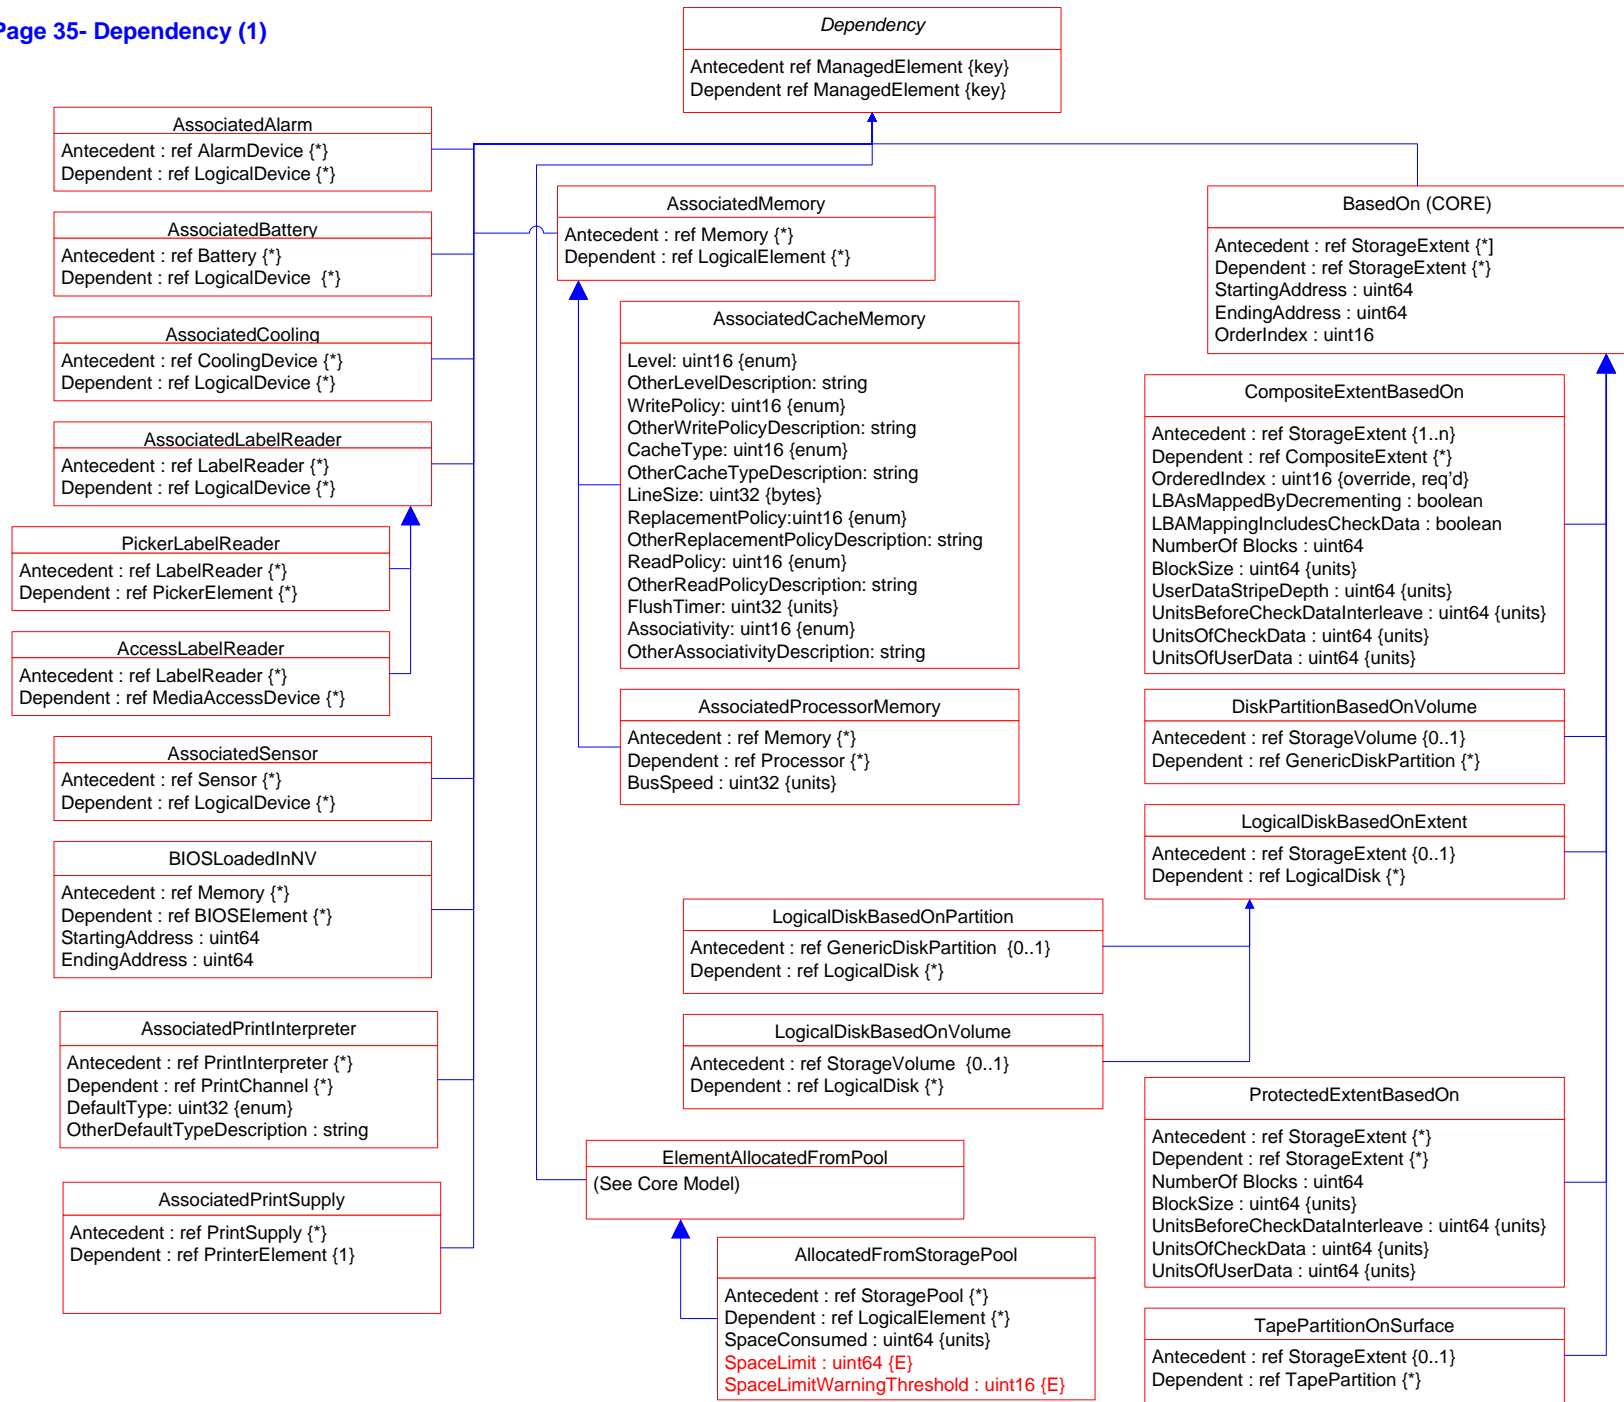 Page 35- Dependency (1)
Dependency
Antecedent ref ManagedElement {key}
Dependent ref ManagedElement {key}
AssociatedAlarm
Antecedent : ref AlarmDevice {*}
Dependent : ref LogicalDevice {*}
AssociatedBattery
Antecedent : ref Battery {*}
Dependent : ref LogicalDevice  {*}
AssociatedCooling
Antecedent : ref CoolingDevice {*}
Dependent : ref LogicalDevice {*}
AssociatedLabelReader
Antecedent : ref LabelReader {*}
Dependent : ref LogicalDevice {*}
PickerLabelReader
Antecedent : ref LabelReader {*}
Dependent : ref PickerElement {*}
AccessLabelReader
Antecedent : ref LabelReader {*}
Dependent : ref MediaAccessDevice {*}
AssociatedSensor
Antecedent : ref Sensor {*}
Dependent : ref LogicalDevice {*}
BIOSLoadedInNV
Antecedent : ref Memory {*}
Dependent : ref BIOSElement {*}
StartingAddress : uint64
EndingAddress : uint64
AssociatedPrintInterpreter
Antecedent : ref PrintInterpreter {*}
Dependent : ref PrintChannel {*}
DefaultType: uint32 {enum}
OtherDefaultTypeDescription : string
AssociatedPrintSupply
Antecedent : ref PrintSupply {*}
Dependent : ref PrinterElement {1}
AssociatedMemory
Antecedent : ref Memory {*}
Dependent : ref LogicalElement {*}
AssociatedCacheMemory
Level: uint16 {enum}
OtherLevelDescription: string
WritePolicy: uint16 {enum}
OtherWritePolicyDescription: string
CacheType: uint16 {enum}
OtherCacheTypeDescription: string
LineSize: uint32 {bytes}
ReplacementPolicy:uint16 {enum}
OtherReplacementPolicyDescription: string
ReadPolicy: uint16 {enum}
OtherReadPolicyDescription: string
FlushTimer: uint32 {units}
Associativity: uint16 {enum}
OtherAssociativityDescription: string
AssociatedProcessorMemory
Antecedent : ref Memory {*}
Dependent : ref Processor {*}
BusSpeed : uint32 {units}
LogicalDiskBasedOnPartition
Antecedent : ref GenericDiskPartition  {0..1}
Dependent : ref LogicalDisk {*}
LogicalDiskBasedOnVolume
Antecedent : ref StorageVolume  {0..1}
Dependent : ref LogicalDisk {*}
ElementAllocatedFromPool
(See Core Model)
AllocatedFromStoragePool
Antecedent : ref StoragePool {*}
Dependent : ref LogicalElement {*}
SpaceConsumed : uint64 {units}
SpaceLimit : uint64 {E}
SpaceLimitWarningThreshold : uint16 {E}
BasedOn (CORE)
Antecedent : ref StorageExtent {*]
Dependent : ref StorageExtent {*}
StartingAddress : uint64
EndingAddress : uint64
OrderIndex : uint16
CompositeExtentBasedOn
Antecedent : ref StorageExtent {1..n}
Dependent : ref CompositeExtent {*}
OrderedIndex : uint16 {override, req’d}
LBAsMappedByDecrementing : boolean
LBAMappingIncludesCheckData : boolean
NumberOf Blocks : uint64
BlockSize : uint64 {units}
UserDataStripeDepth : uint64 {units}
UnitsBeforeCheckDataInterleave : uint64 {units}
UnitsOfCheckData : uint64 {units}
UnitsOfUserData : uint64 {units}
DiskPartitionBasedOnVolume
Antecedent : ref StorageVolume {0..1}
Dependent : ref GenericDiskPartition {*}
LogicalDiskBasedOnExtent
Antecedent : ref StorageExtent {0..1}
Dependent : ref LogicalDisk {*}
ProtectedExtentBasedOn
Antecedent : ref StorageExtent {*}
Dependent : ref StorageExtent {*}
NumberOf Blocks : uint64
BlockSize : uint64 {units}
UnitsBeforeCheckDataInterleave : uint64 {units}
UnitsOfCheckData : uint64 {units}
UnitsOfUserData : uint64 {units}
TapePartitionOnSurface
Antecedent : ref StorageExtent {0..1}
Dependent : ref TapePartition {*}